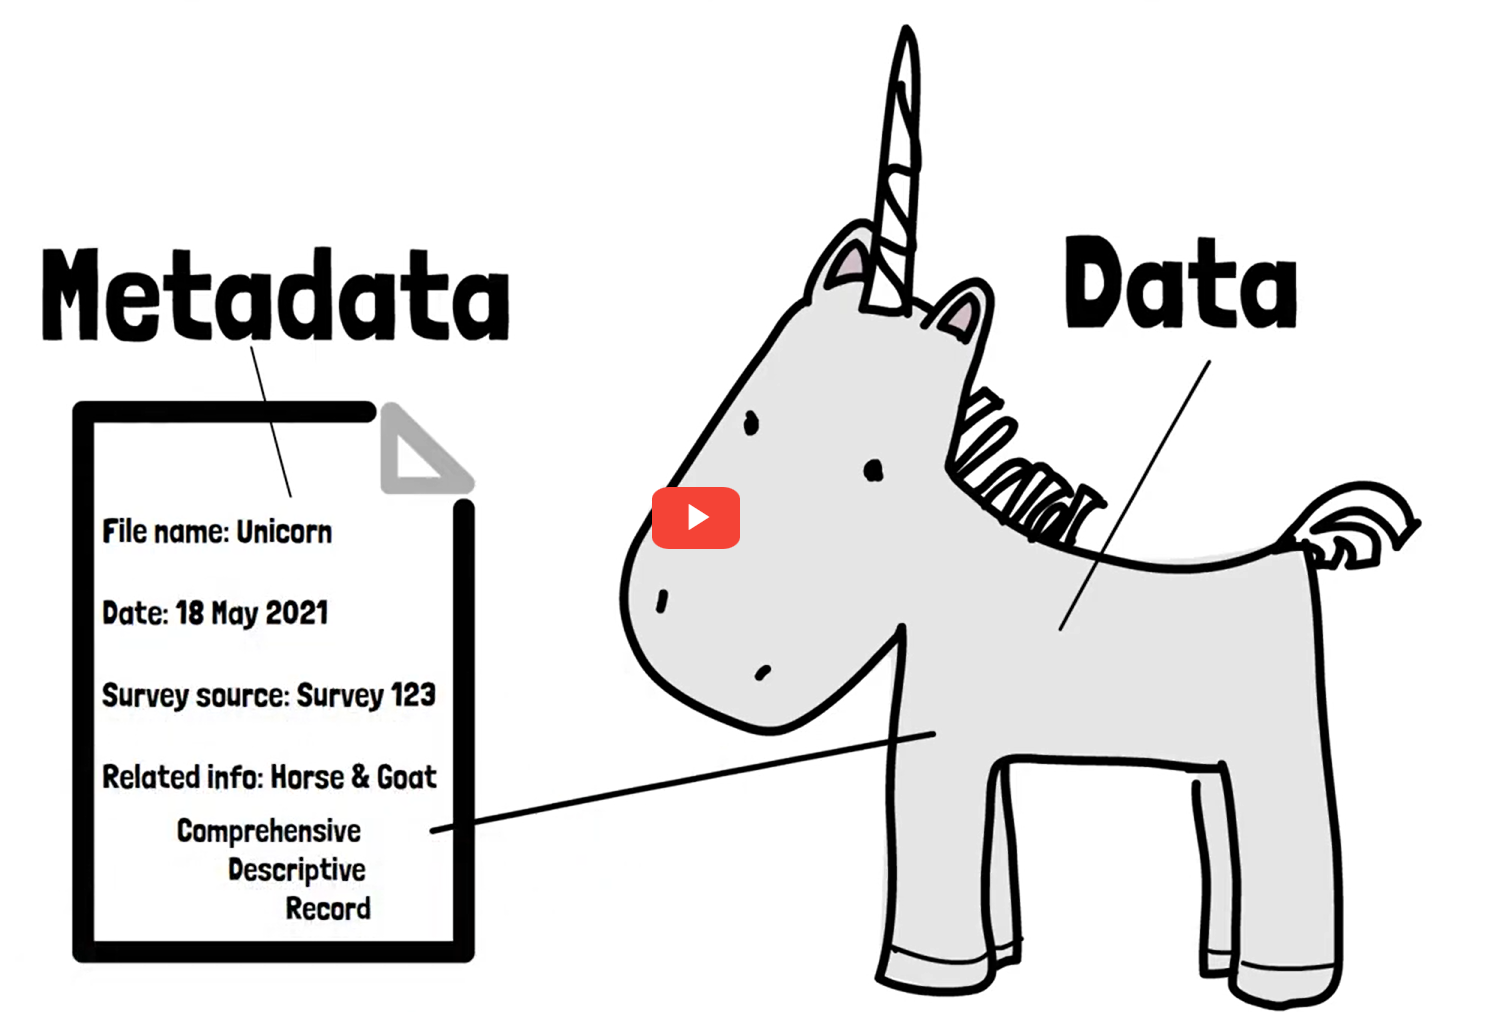 Metadata
Data
File name: Unicorn
Date: 18 May 2021
Survey source: Survey 123
Related info: Horse & Goat
Comprehensive
Descriptive
Record